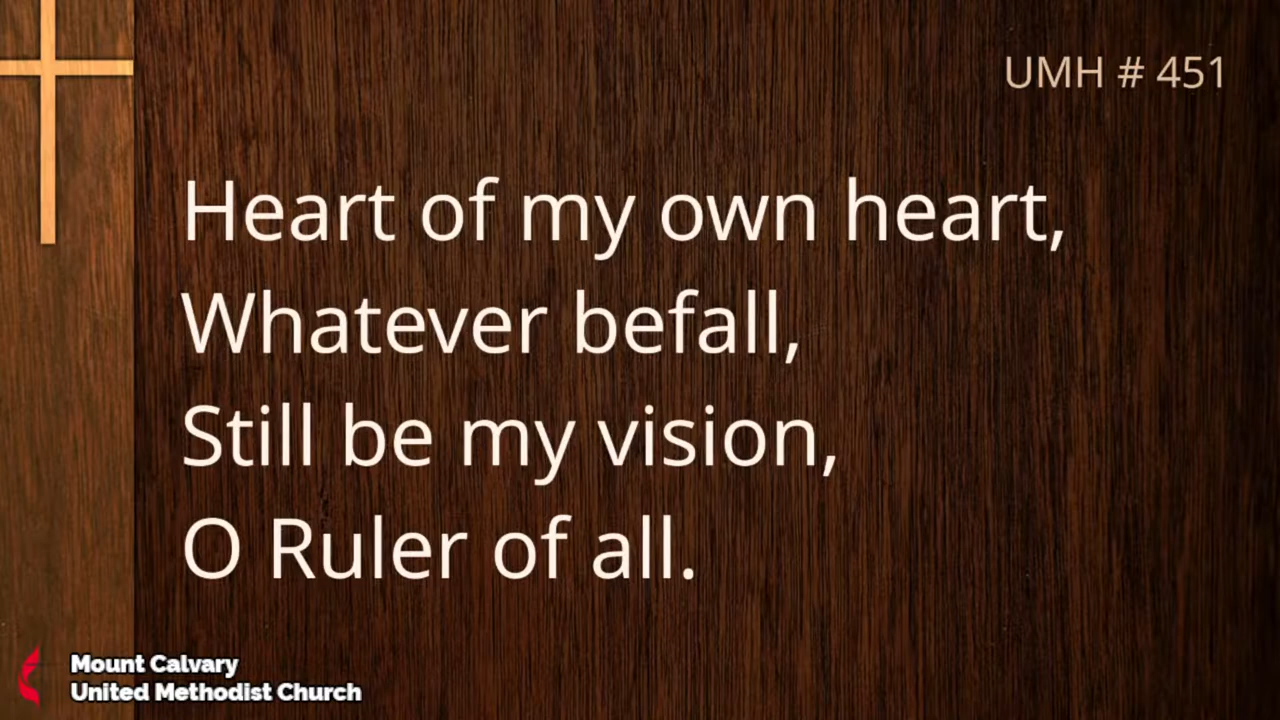 UMH # 451
Heart of my own heart,
Whatever befall,
Still be my vision,
O Ruler of all.
Mount Calvary
United Methodist Church